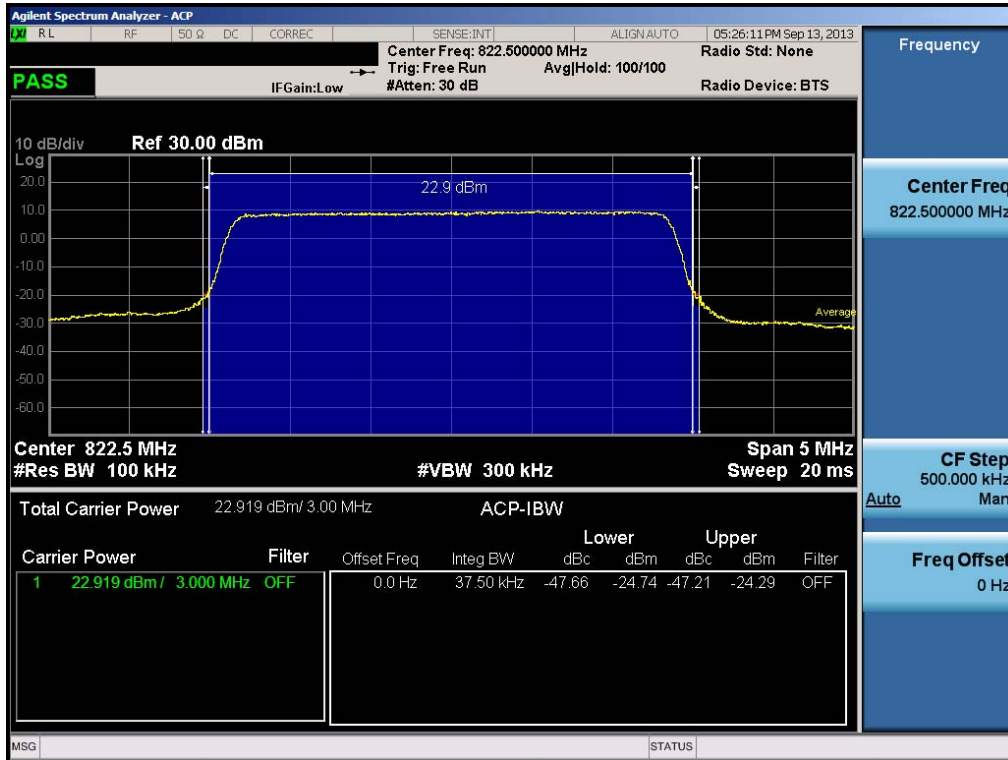 Agilent Spectrum Analyzer - ACP
LXI RL RF 50 Ω DC CORREC SENSE:INT ALIGN AUTO 05:26:11 PM Sep 13, 2013
Center Freq: 822.500000 MHz Radio Std: None
Trig: Free Run Avg|Hold: 100/100
PASS IFGain:Low #Atten: 30 dB Radio Device: BTS
10 dB/div Ref 30.00 dBm
Log
20.0
22.9 dBm
10.0
0.00
-10.0
-20.0
-30.0
Average
-40.0
-50.0
-60.0
Center 822.5 MHz Span 5 MHz
#Res BW 100 kHz #VBW 300 kHz Sweep 20 ms
Total Carrier Power 22.919 dBm/ 3.00 MHz ACP-IBW
Lower Upper
Carrier Power Filter Offset Freq Integ BW dBc dBm dBc dBm Filter
1 22.919 dBm / 3.000 MHz OFF 0.0 Hz 37.50 kHz -47.66 -24.74 -47.21 -24.29 OFF
MSG STATUS
Frequency
Center Freq
822.500000 MHz
CF Step
500.000 kHz
Auto Man
Freq Offset
0 Hz